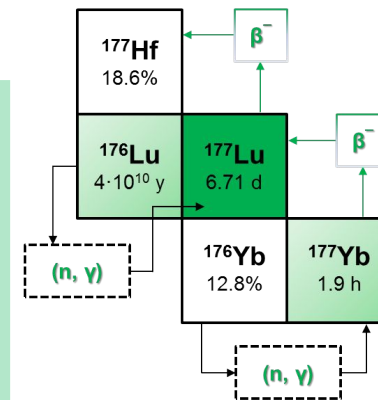 ¹⁷⁷Hf
18.6%
β⁻
¹⁷⁶Lu
4·10¹⁰ y
¹⁷⁷Lu
6.71 d
β⁻
(n, γ)
¹⁷⁶Yb
12.8%
¹⁷⁷Yb
1.9 h
(n, γ)